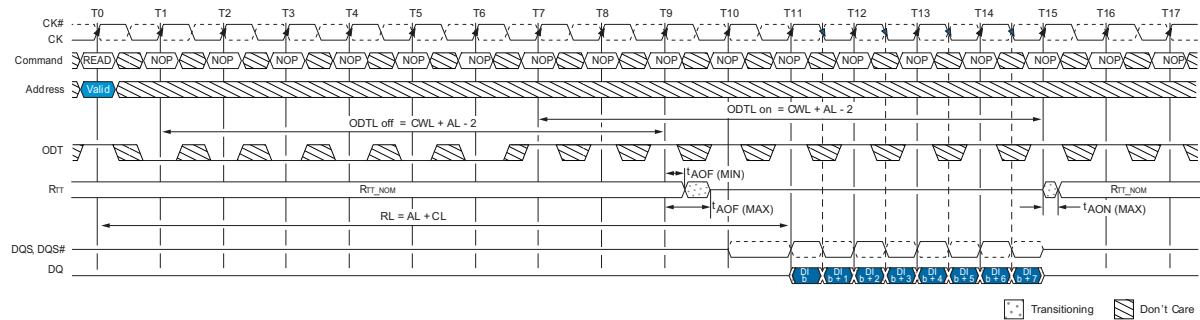 T0 T1 T2 T3 T4 T5 T6 T7 T8 T9 T10 T11 T12 T13 T14 T15 T16 T17
CK#
CK
Command READ NOP NOP NOP NOP NOP NOP NOP NOP NOP NOP NOP NOP NOP NOP NOP NOP NOP
Address Valid
ODTL on = CWL + AL - 2
ODTL off = CWL + AL - 2
ODT
tAOF (MIN)
RTT RTT_NOM RTT_NOM
tAOF (MAX) tAON (MAX)
RL = AL + CL
DQS, DQS#
DQ DI b DI b + 1 DI b + 2 DI b + 3 DI b + 4 DI b + 5 DI b + 6 DI b + 7
Transitioning Don't Care